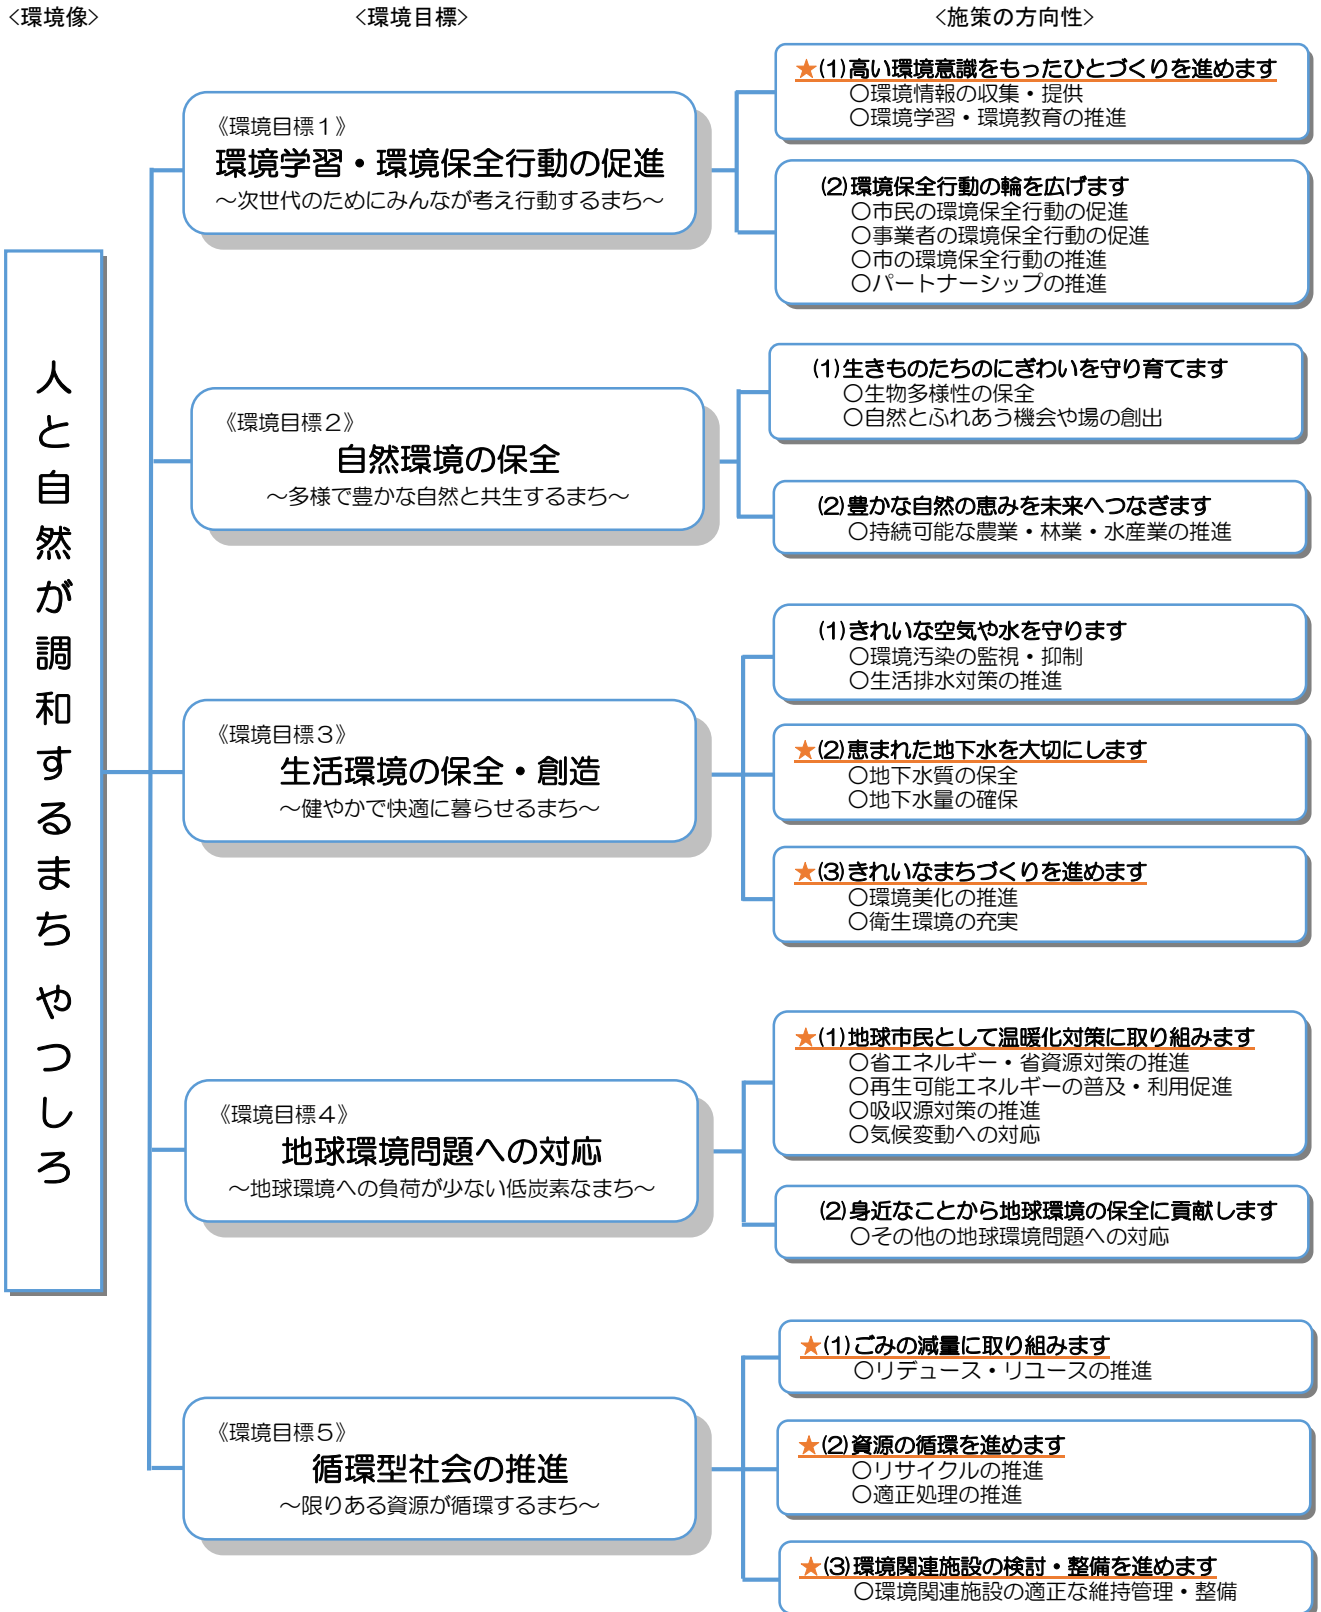 <環境像>
<環境目標>
<施策の方向性>
人と自然が調和するまち やつしろ
《環境目標１》
環境学習・環境保全行動の促進
～次世代のためにみんなが考え行動するまち～
★(1)高い環境意識をもったひとづくりを進めます
○環境情報の収集・提供
○環境学習・環境教育の推進
(2)環境保全行動の輪を広げます
○市民の環境保全行動の促進
○事業者の環境保全行動の促進
○市の環境保全行動の推進
○パートナーシップの推進
《環境目標２》
自然環境の保全
～多様で豊かな自然と共生するまち～
(1)生きものたちのにぎわいを守り育てます
○生物多様性の保全
○自然とふれあう機会や場の創出
(2)豊かな自然の恵みを未来へつなぎます
○持続可能な農業・林業・水産業の推進
《環境目標３》
生活環境の保全・創造
～健やかで快適に暮らせるまち～
(1)きれいな空気や水を守ります
○環境汚染の監視・抑制
○生活排水対策の推進
★(2)恵まれた地下水を大切にします
○地下水質の保全
○地下水量の確保
★(3)きれいなまちづくりを進めます
○環境美化の推進
○衛生環境の充実
《環境目標４》
地球環境問題への対応
～地球環境への負荷が少ない低炭素なまち～
★(1)地球市民として温暖化対策に取り組みます
○省エネルギー・省資源対策の推進
○再生可能エネルギーの普及・利用促進
○吸収源対策の推進
○気候変動への対応
(2)身近なことから地球環境の保全に貢献します
○その他の地球環境問題への対応
《環境目標５》
循環型社会の推進
～限りある資源が循環するまち～
★(1)ごみの減量に取り組みます
○リデュース・リユースの推進
★(2)資源の循環を進めます
○リサイクルの推進
○適正処理の推進
★(3)環境関連施設の検討・整備を進めます
○環境関連施設の適正な維持管理・整備